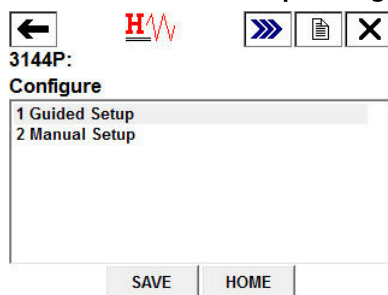 H
3144P:
Configure
1 Guided Setup
2 Manual Setup
SAVE HOME